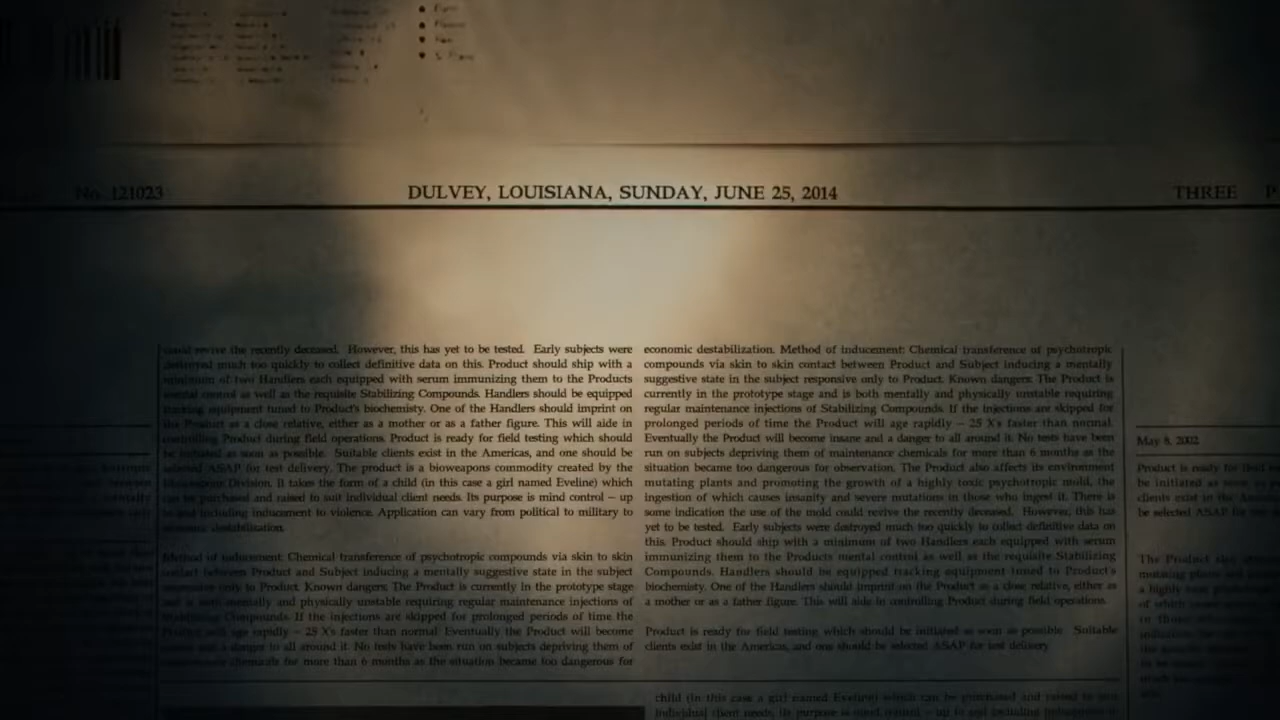 No. 121023
DULVEY, LOUISIANA, SUNDAY, JUNE 25, 2014
THREE
could revive the recently deceased. However, this has yet to be tested. Early subjects were
destroyed much too quickly to collect definitive data on this. Product should ship with a
minimum of two Handlers each equipped with serum immunizing them to the Products
mental control as well as the requisite Stabilizing Compounds. Handlers should be equipped
tracking equipment tuned to Product's biochemisty. One of the Handlers should imprint on
the Product as a close relative, either as a mother or as a father figure. This will aide in
controlling Product during field operations. Product is ready for field testing which should
be initiated as soon as possible. Suitable clients exist in the Americas, and one should be
selected ASAP for test delivery. The product is a bioweapons commodity created by the
Division. It takes the form of a child (in this case a girl named Eveline) which
can be purchased and raised to suit individual client needs. Its purpose is mind control – up
to and including inducement to violence. Application can vary from political to military to
economic destabilization.
Method of inducement: Chemical transference of psychotropic compounds via skin to skin
contact between Product and Subject inducing a mentally suggestive state in the subject
responsive only to Product. Known dangers: The Product is currently in the prototype stage
and is both mentally and physically unstable requiring regular maintenance injections of
Stabilizing Compounds. If the injections are skipped for prolonged periods of time the
Product will age rapidly – 25 X's faster than normal Eventually the Product will become
insane and a danger to all around it. No tests have been run on subjects depriving them of
maintenance chemicals for more than 6 months as the situation became too dangerous for
economic destabilization. Method of inducement: Chemical transference of psychotropic
compounds via skin to skin contact between Product and Subject inducing a mentally
suggestive state in the subject responsive only to Product. Known dangers: The Product is
currently in the prototype stage and is both mentally and physically unstable requiring
regular maintenance injections of Stabilizing Compounds. If the injections are skipped for
prolonged periods of time the Product will age rapidly – 25 X's faster than normal.
Eventually the Product will become insane and a danger to all around it. No tests have been
run on subjects depriving them of maintenance chemicals for more than 6 months as the
situation became too dangerous for observation. The Product also affects its environment
mutating plants and promoting the growth of a highly toxic psychotropic mold, the
ingestion of which causes insanity and severe mutations in those who ingest it. There is
some indication the use of the mold could revive the recently deceased. However, this has
yet to be tested. Early subjects were destroyed much too quickly to collect definitive data on
this. Product should ship with a minimum of two Handlers each equipped with serum
immunizing them to the Products mental control as well as the requisite Stabilizing
Compounds. Handlers should be equipped tracking equipment tuned to Product's
biochemisty. One of the Handlers should imprint on the Product as a close relative, either as
a mother or as a father figure. This will aide in controlling Product during field operations.
Product is ready for field testing which should be initiated as soon as possible Suitable
clients exist in the Americas, and one should be selected ASAP for test delivery
child (in this case a girl named Eveline) which can be purchased and raised to suit
individual client needs. Its purpose is mind control – up to and including inducement to
May 8, 2002
Product is ready for field
be initiated as soon as
clients exist in the
be selected ASAP for
The Product also
mutating plants and
a highly toxic
of which